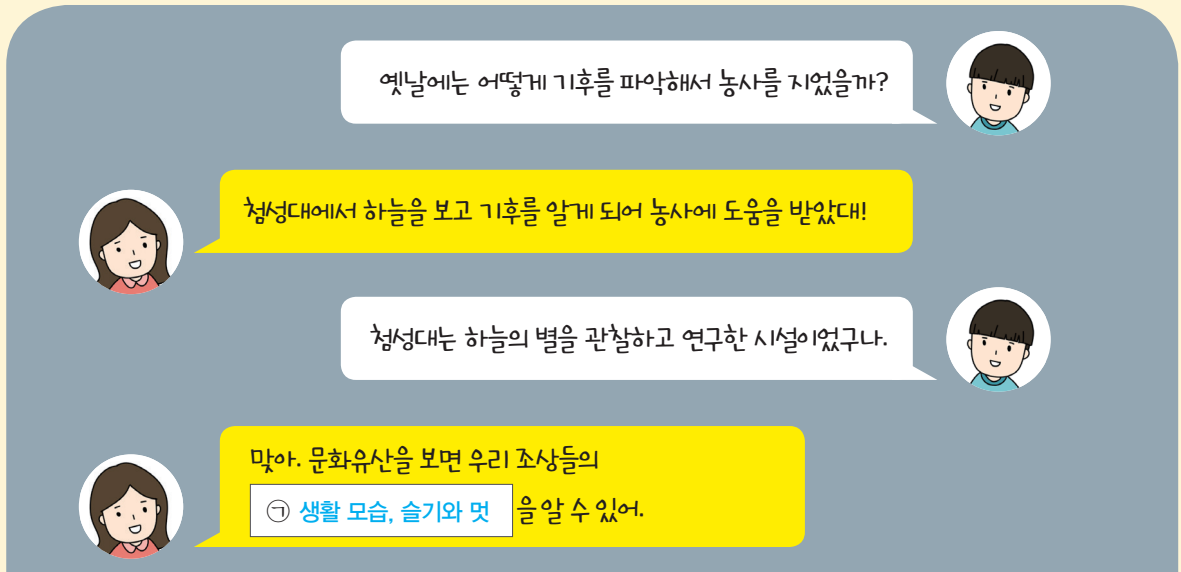 옛날에는 어떻게 기후를 파악해서 농사를 지었을까?
첨성대에서 하늘을 보고 기후를 알게 되어 농사에 도움을 받았대!
첨성대는 하늘의 별을 관찰하고 연구한 시설이었구나.
맞아. 문화유산을 보면 우리 조상들의
㉠ 생활 모습, 슬기와 멋 을 알 수 있어.